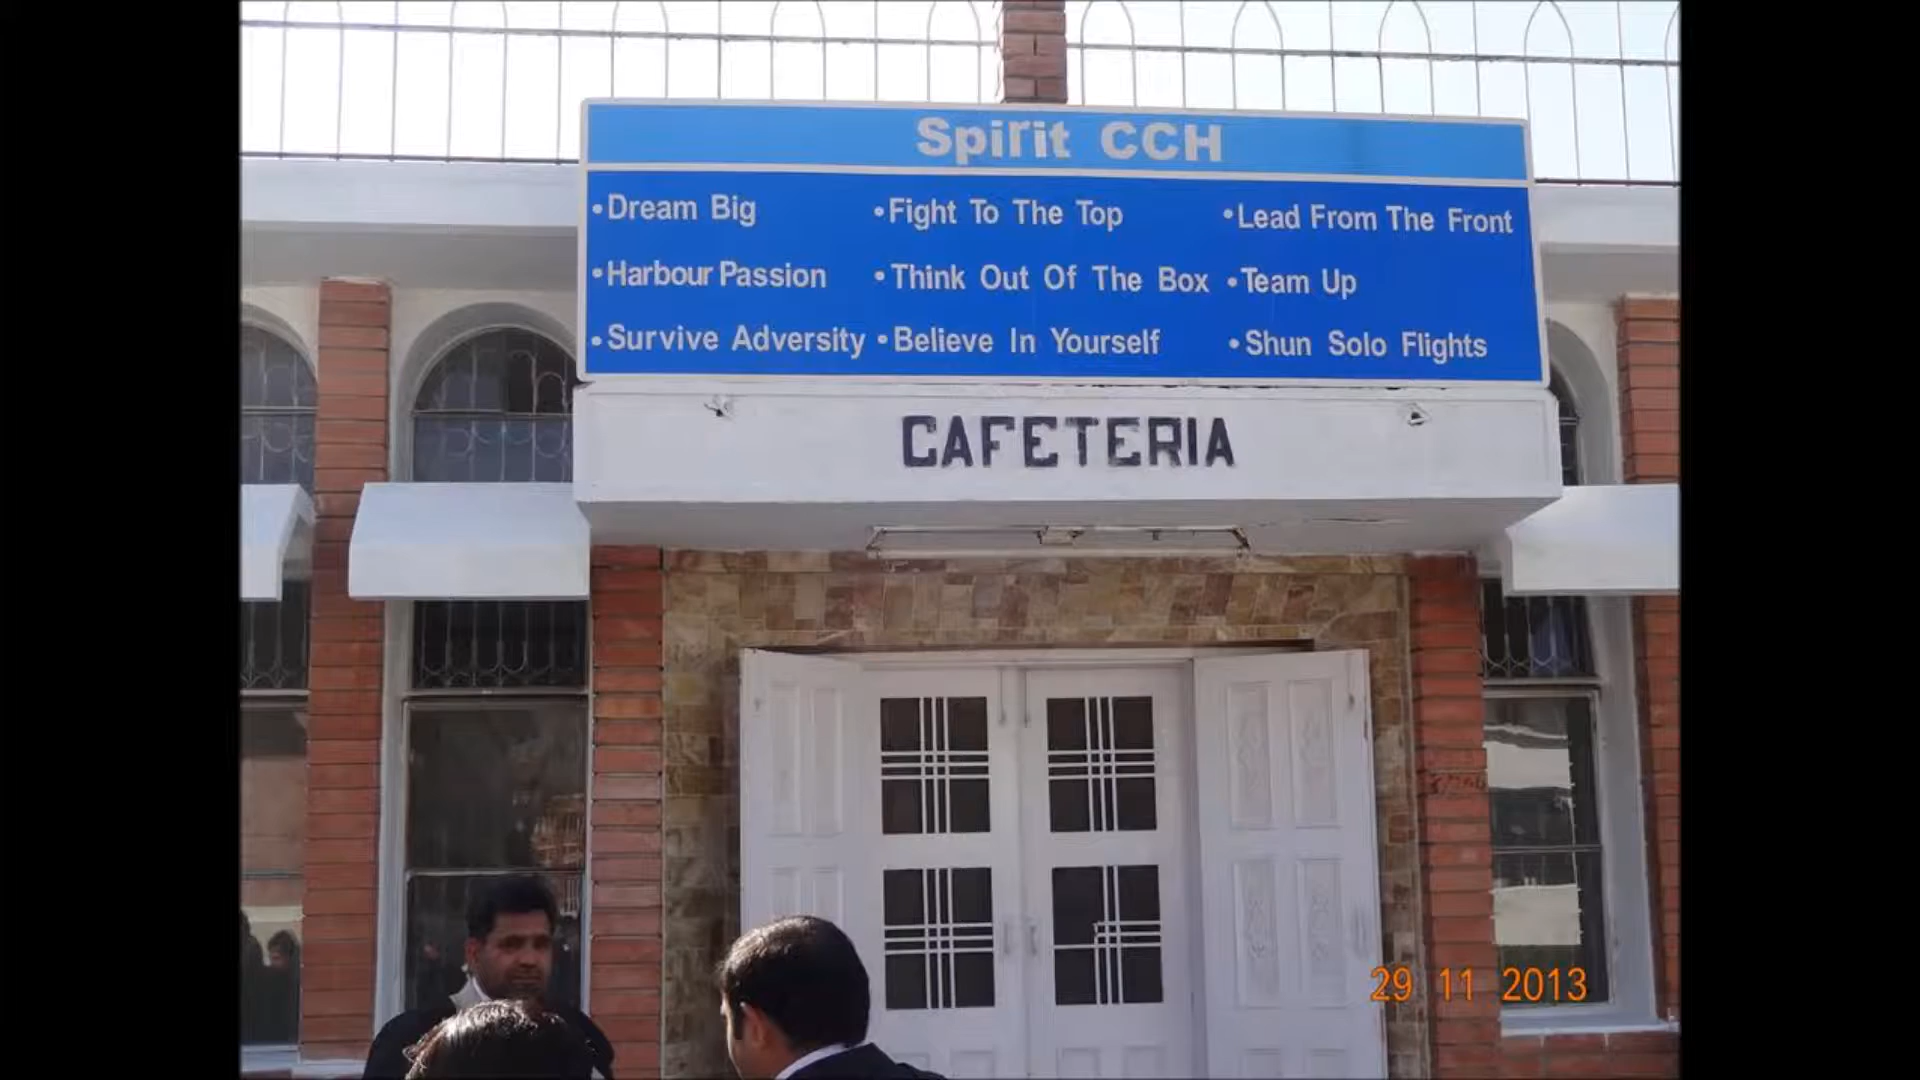 Spirit CCH
•Dream Big •Fight To The Top •Lead From The Front
•Harbour Passion •Think Out Of The Box •Team Up
•Survive Adversity •Believe In Yourself •Shun Solo Flights
CAFETERIA
29 11 2013